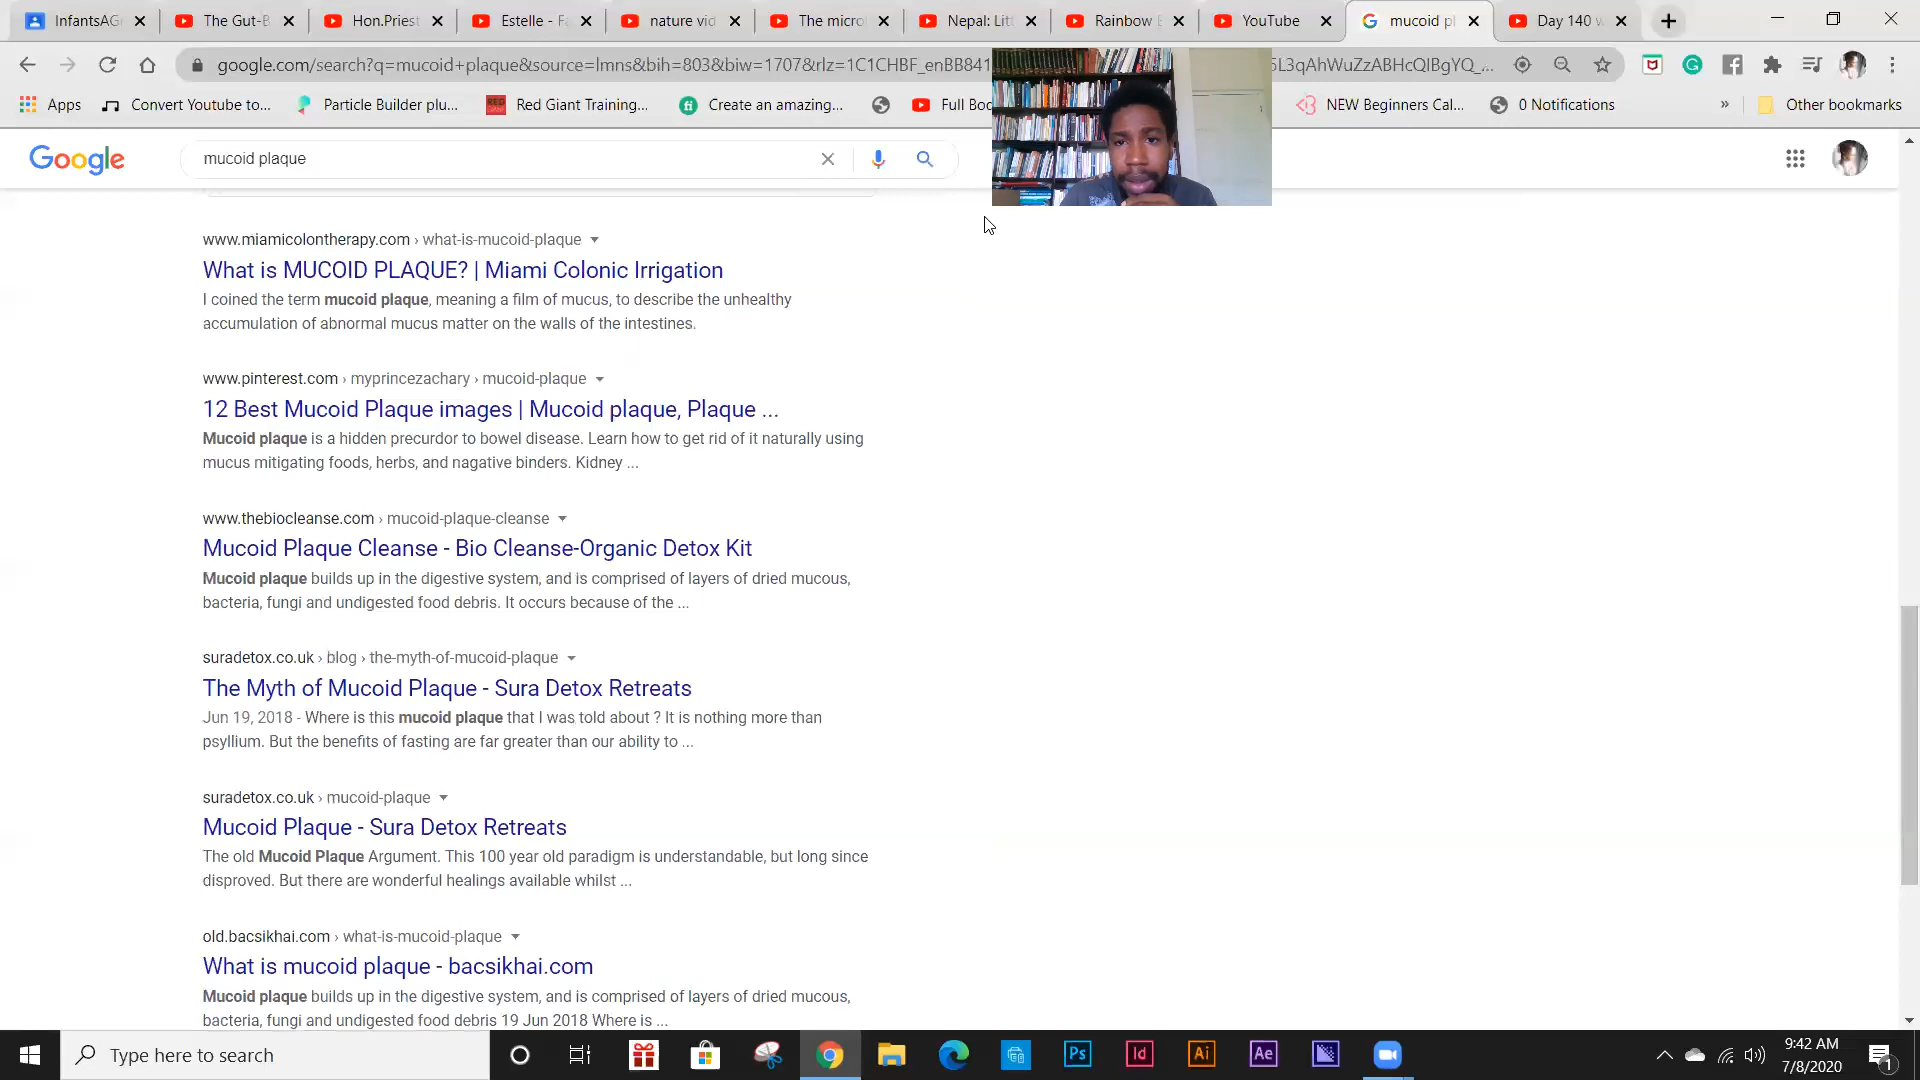 InfantsAG
The Gut-B
Hon.Priest
Estelle - F
nature vid
The micro
Nepal: Litt
Rainbow
YouTube
mucoid pl
Day 140 w
google.com/search?q=mucoid+plaque&source=lmns&bih=803&biw=1707&rlz=1C1CHBF_enBB841
5L3qAhWuZzABHcQIBgYQ_...
Apps
Convert Youtube to...
Particle Builder plu...
Red Giant Training...
Create an amazing...
Full Boo
NEW Beginners Cal...
0 Notifications
»
Other bookmarks
Google
mucoid plaque
www.miamicolontherapy.com › what-is-mucoid-plaque
What is MUCOID PLAQUE? | Miami Colonic Irrigation
I coined the term mucoid plaque, meaning a film of mucus, to describe the unhealthy
accumulation of abnormal mucus matter on the walls of the intestines.
www.pinterest.com › myprincezachary › mucoid-plaque
12 Best Mucoid Plaque images | Mucoid plaque, Plaque ...
Mucoid plaque is a hidden precurdor to bowel disease. Learn how to get rid of it naturally using
mucus mitigating foods, herbs, and nagative binders. Kidney ...
www.thebiocleanse.com › mucoid-plaque-cleanse
Mucoid Plaque Cleanse - Bio Cleanse-Organic Detox Kit
Mucoid plaque builds up in the digestive system, and is comprised of layers of dried mucous,
bacteria, fungi and undigested food debris. It occurs because of the ...
suradetox.co.uk › blog › the-myth-of-mucoid-plaque
The Myth of Mucoid Plaque - Sura Detox Retreats
Jun 19, 2018 - Where is this mucoid plaque that I was told about ? It is nothing more than
psyllium. But the benefits of fasting are far greater than our ability to ...
suradetox.co.uk › mucoid-plaque
Mucoid Plaque - Sura Detox Retreats
The old Mucoid Plaque Argument. This 100 year old paradigm is understandable, but long since
disproved. But there are wonderful healings available whilst ...
old.bacsikhai.com › what-is-mucoid-plaque
What is mucoid plaque - bacsikhai.com
Mucoid plaque builds up in the digestive system, and is comprised of layers of dried mucous,
bacteria, fungi and undigested food debris 19 Jun 2018 Where is ...
Type here to search
Ps
Id
Ai
Ae
9:42 AM
7/8/2020
1